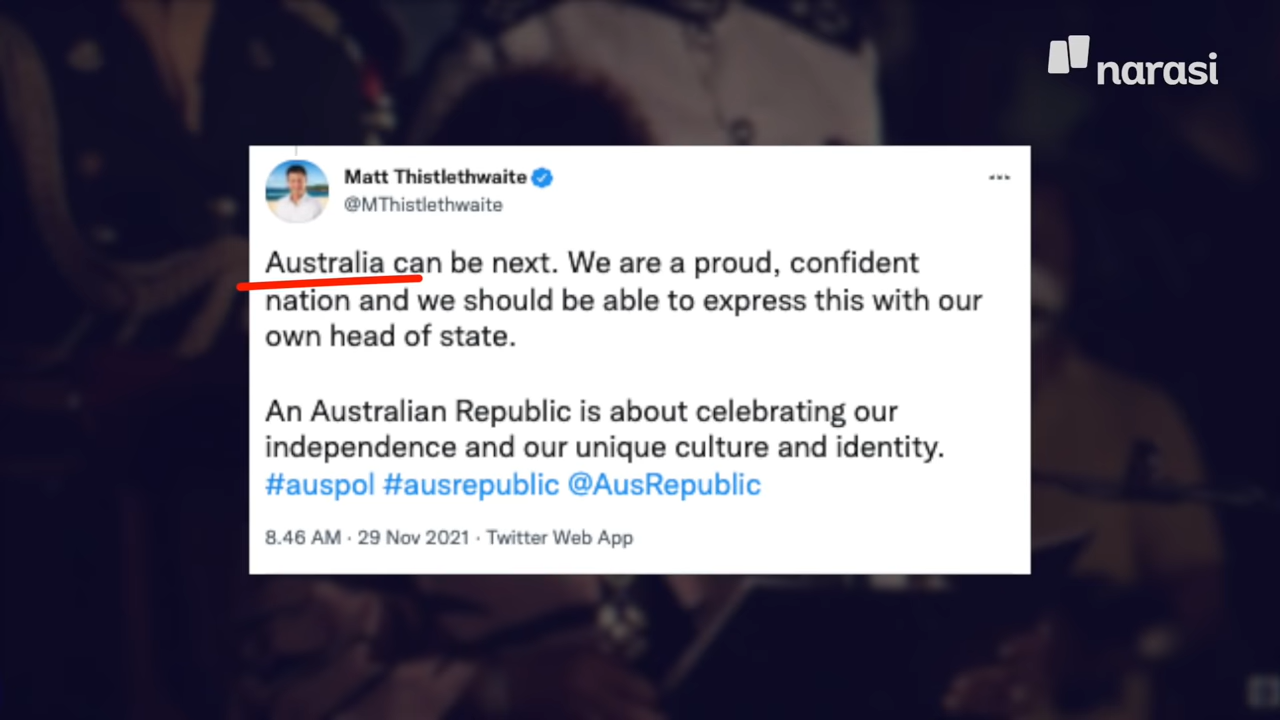 narasi
Matt Thistlethwaite
@MThistlethwaite
Australia can be next. We are a proud, confident
nation and we should be able to express this with our
own head of state.
An Australian Republic is about celebrating our
independence and our unique culture and identity.
#auspol #ausrepublic @AusRepublic
8.46 AM · 29 Nov 2021 · Twitter Web App